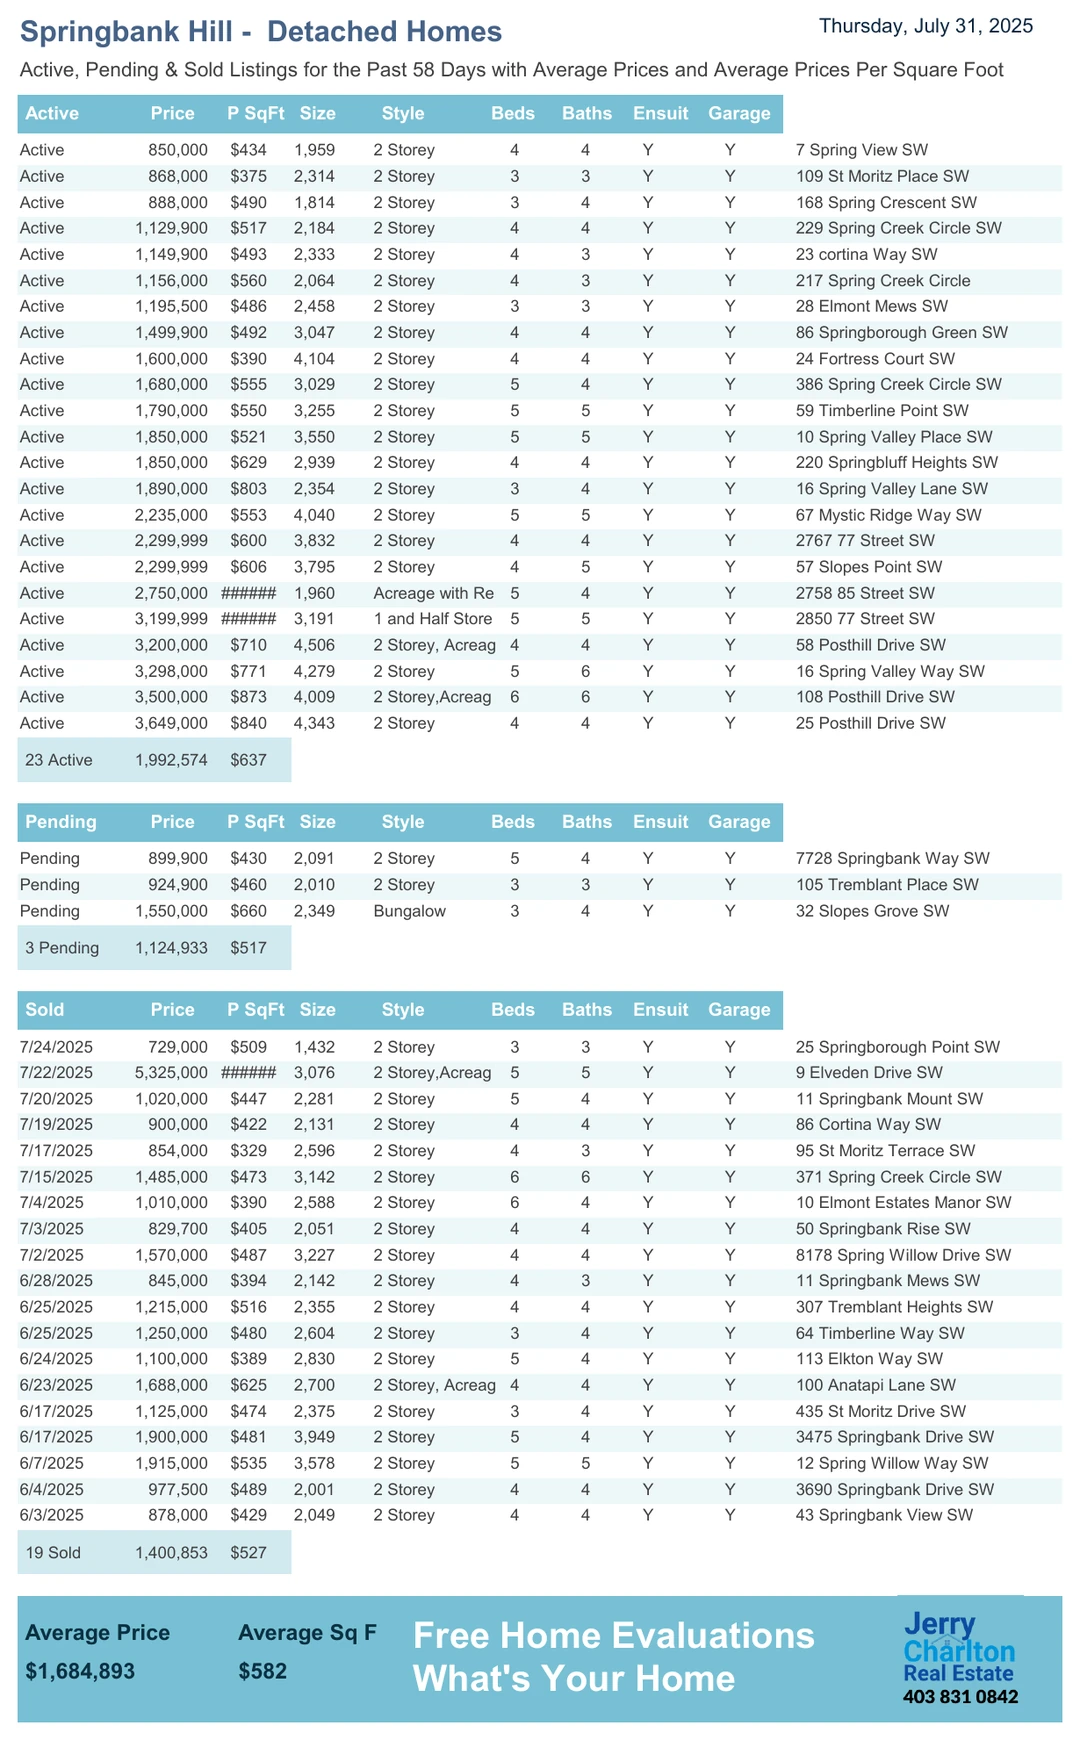 Springbank Hill -  Detached Homes
Thursday, July 31, 2025
Active, Pending & Sold Listings for the Past 58 Days with Average Prices and Average Prices Per Square Foot
Active Price P SqFt Size Style Beds Baths Ensuit Garage
Active 850,000 $434 1,959 2 Storey 4 4 Y Y 7 Spring View SW
Active 868,000 $375 2,314 2 Storey 3 3 Y Y 109 St Moritz Place SW
Active 888,000 $490 1,814 2 Storey 3 4 Y Y 168 Spring Crescent SW
Active 1,129,900 $517 2,184 2 Storey 4 4 Y Y 229 Spring Creek Circle SW
Active 1,149,900 $493 2,333 2 Storey 4 3 Y Y 23 cortina Way SW
Active 1,156,000 $560 2,064 2 Storey 4 3 Y Y 217 Spring Creek Circle
Active 1,195,500 $486 2,458 2 Storey 3 3 Y Y 28 Elmont Mews SW
Active 1,499,900 $492 3,047 2 Storey 4 4 Y Y 86 Springborough Green SW
Active 1,600,000 $390 4,104 2 Storey 4 4 Y Y 24 Fortress Court SW
Active 1,680,000 $555 3,029 2 Storey 5 4 Y Y 386 Spring Creek Circle SW
Active 1,790,000 $550 3,255 2 Storey 5 5 Y Y 59 Timberline Point SW
Active 1,850,000 $521 3,550 2 Storey 5 5 Y Y 10 Spring Valley Place SW
Active 1,850,000 $629 2,939 2 Storey 4 4 Y Y 220 Springbluff Heights SW
Active 1,890,000 $803 2,354 2 Storey 3 4 Y Y 16 Spring Valley Lane SW
Active 2,235,000 $553 4,040 2 Storey 5 5 Y Y 67 Mystic Ridge Way SW
Active 2,299,999 $600 3,832 2 Storey 4 4 Y Y 2767 77 Street SW
Active 2,299,999 $606 3,795 2 Storey 4 5 Y Y 57 Slopes Point SW
Active 2,750,000 ###### 1,960 Acreage with Re 5 4 Y Y 2758 85 Street SW
Active 3,199,999 ###### 3,191 1 and Half Store 5 5 Y Y 2850 77 Street SW
Active 3,200,000 $710 4,506 2 Storey, Acreag 4 4 Y Y 58 Posthill Drive SW
Active 3,298,000 $771 4,279 2 Storey 5 6 Y Y 16 Spring Valley Way SW
Active 3,500,000 $873 4,009 2 Storey,Acreag 6 6 Y Y 108 Posthill Drive SW
Active 3,649,000 $840 4,343 2 Storey 4 4 Y Y 25 Posthill Drive SW
23 Active 1,992,574 $637
Pending Price P SqFt Size Style Beds Baths Ensuit Garage
Pending 899,900 $430 2,091 2 Storey 5 4 Y Y 7728 Springbank Way SW
Pending 924,900 $460 2,010 2 Storey 3 3 Y Y 105 Tremblant Place SW
Pending 1,550,000 $660 2,349 Bungalow 3 4 Y Y 32 Slopes Grove SW
3 Pending 1,124,933 $517
Sold Price P SqFt Size Style Beds Baths Ensuit Garage
7/24/2025 729,000 $509 1,432 2 Storey 3 3 Y Y 25 Springborough Point SW
7/22/2025 5,325,000 ###### 3,076 2 Storey,Acreag 5 5 Y Y 9 Elveden Drive SW
7/20/2025 1,020,000 $447 2,281 2 Storey 5 4 Y Y 11 Springbank Mount SW
7/19/2025 900,000 $422 2,131 2 Storey 4 4 Y Y 86 Cortina Way SW
7/17/2025 854,000 $329 2,596 2 Storey 4 3 Y Y 95 St Moritz Terrace SW
7/15/2025 1,485,000 $473 3,142 2 Storey 6 6 Y Y 371 Spring Creek Circle SW
7/4/2025 1,010,000 $390 2,588 2 Storey 6 4 Y Y 10 Elmont Estates Manor SW
7/3/2025 829,700 $405 2,051 2 Storey 4 4 Y Y 50 Springbank Rise SW
7/2/2025 1,570,000 $487 3,227 2 Storey 4 4 Y Y 8178 Spring Willow Drive SW
6/28/2025 845,000 $394 2,142 2 Storey 4 3 Y Y 11 Springbank Mews SW
6/25/2025 1,215,000 $516 2,355 2 Storey 4 4 Y Y 307 Tremblant Heights SW
6/25/2025 1,250,000 $480 2,604 2 Storey 3 4 Y Y 64 Timberline Way SW
6/24/2025 1,100,000 $389 2,830 2 Storey 5 4 Y Y 113 Elkton Way SW
6/23/2025 1,688,000 $625 2,700 2 Storey, Acreag 4 4 Y Y 100 Anatapi Lane SW
6/17/2025 1,125,000 $474 2,375 2 Storey 3 4 Y Y 435 St Moritz Drive SW
6/17/2025 1,900,000 $481 3,949 2 Storey 5 4 Y Y 3475 Springbank Drive SW
6/7/2025 1,915,000 $535 3,578 2 Storey 5 5 Y Y 12 Spring Willow Way SW
6/4/2025 977,500 $489 2,001 2 Storey 4 4 Y Y 3690 Springbank Drive SW
6/3/2025 878,000 $429 2,049 2 Storey 4 4 Y Y 43 Springbank View SW
19 Sold 1,400,853 $527
Average Price Average Sq F
$1,684,893 $582
Free Home Evaluations
What's Your Home
Jerry
Charlton
Real Estate
403 831 0842